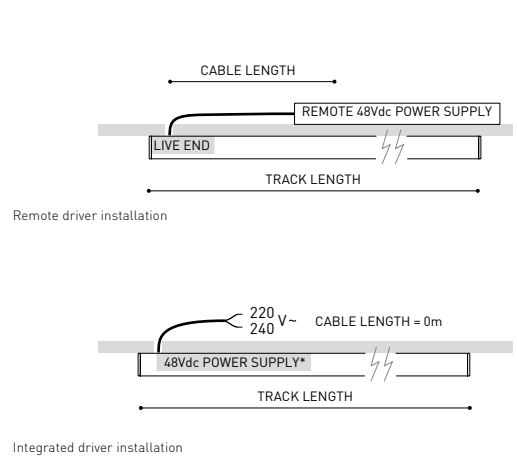 CABLE LENGTH
REMOTE 48Vdc POWER SUPPLY
LIVE END
TRACK LENGTH
Remote driver installation
220
240
V~
CABLE LENGTH = 0m
48Vdc POWER SUPPLY*
TRACK LENGTH
Integrated driver installation